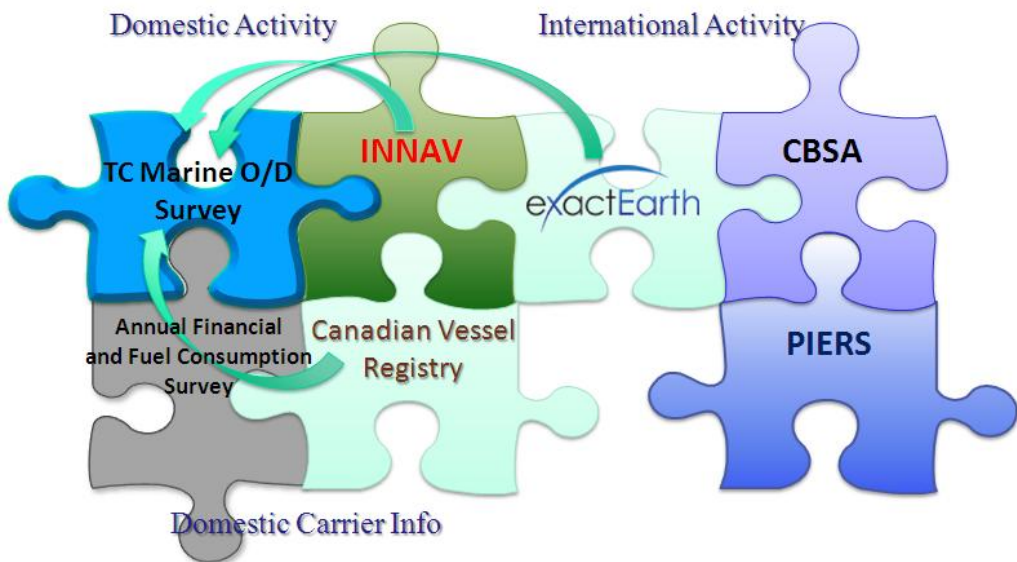 Domestic Activity
International Activity
TC Marine O/D
Survey
INNAV
exactEarth
CBSA
Annual Financial
and Fuel Consumption
Survey
Canadian Vessel
Registry
PIERS
Domestic Carrier Info